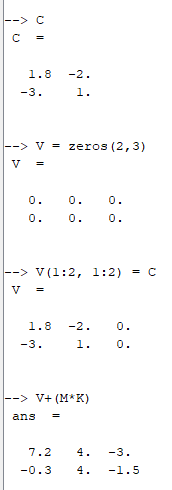 --> C
C  =
1.8  -2.
-3.   1.
--> V = zeros(2,3)
V  =
0.   0.   0.
0.   0.   0.
--> V(1:2, 1:2) = C
V  =
1.8  -2.   0.
-3.   1.   0.
--> V+(M*K)
ans  =
7.2   4.  -3.
-0.3   4.  -1.5